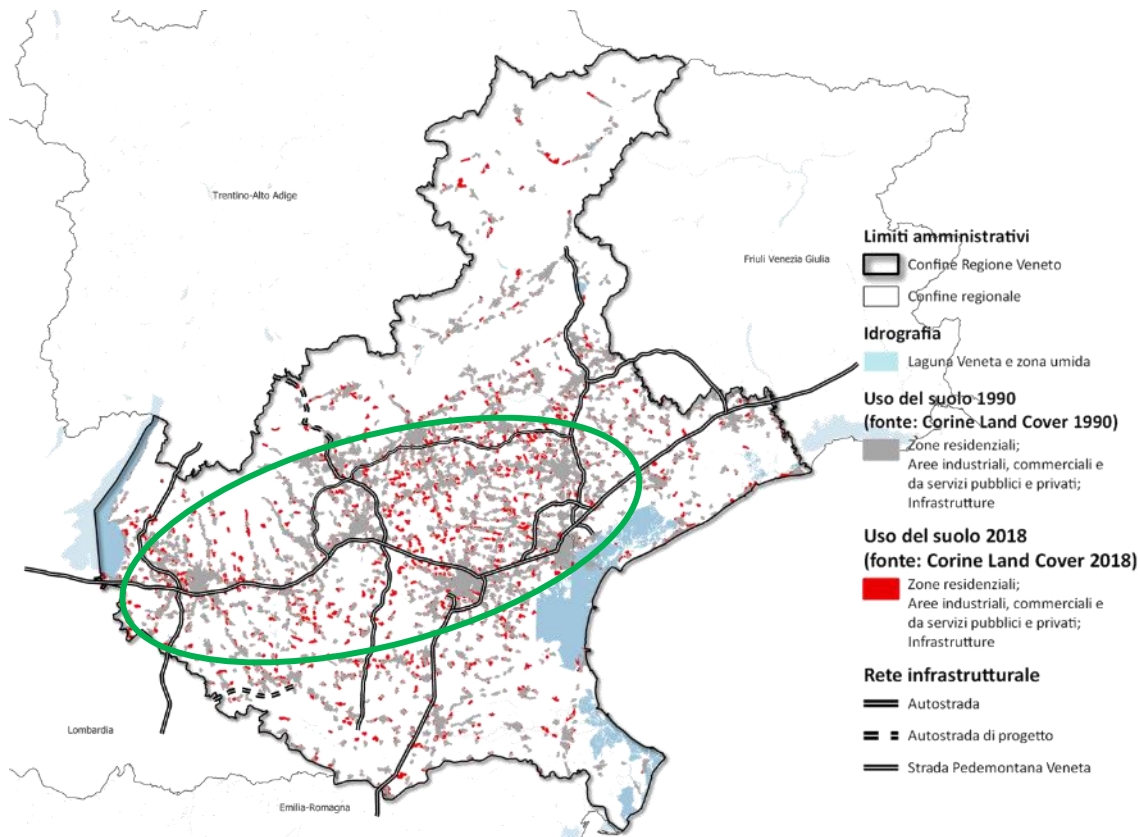 Trentino-Alto Adige
Friuli Venezia Giulia
Lombardia
Emilia-Romagna
Limiti amministrativi
Confine Regione Veneto
Confine regionale
Idrografia
Laguna Veneta e zona umida
Uso del suolo 1990
(fonte: Corine Land Cover 1990)
Zone residenziali;
Aree industriali, commerciali e
da servizi pubblici e privati;
Infrastrutture
Uso del suolo 2018
(fonte: Corine Land Cover 2018)
Zone residenziali;
Aree industriali, commerciali e
da servizi pubblici e privati;
Infrastrutture
Rete infrastrutturale
Autostrada
Autostrada di progetto
Strada Pedemontana Veneta